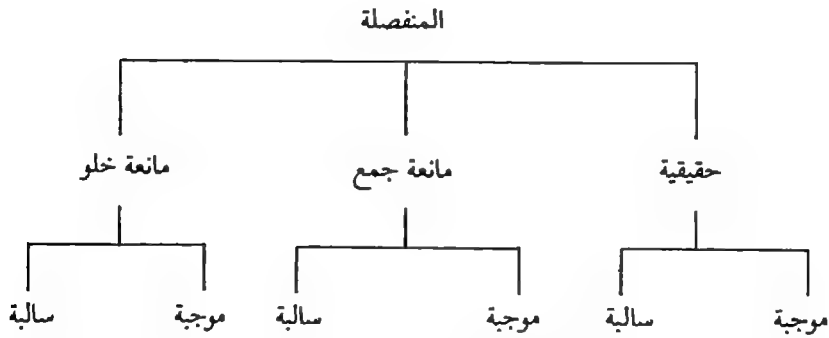 المنفصلة
حقيقية مانعة جمع مانعة خلو
موجبة سالبة موجبة سالبة موجبة سالبة